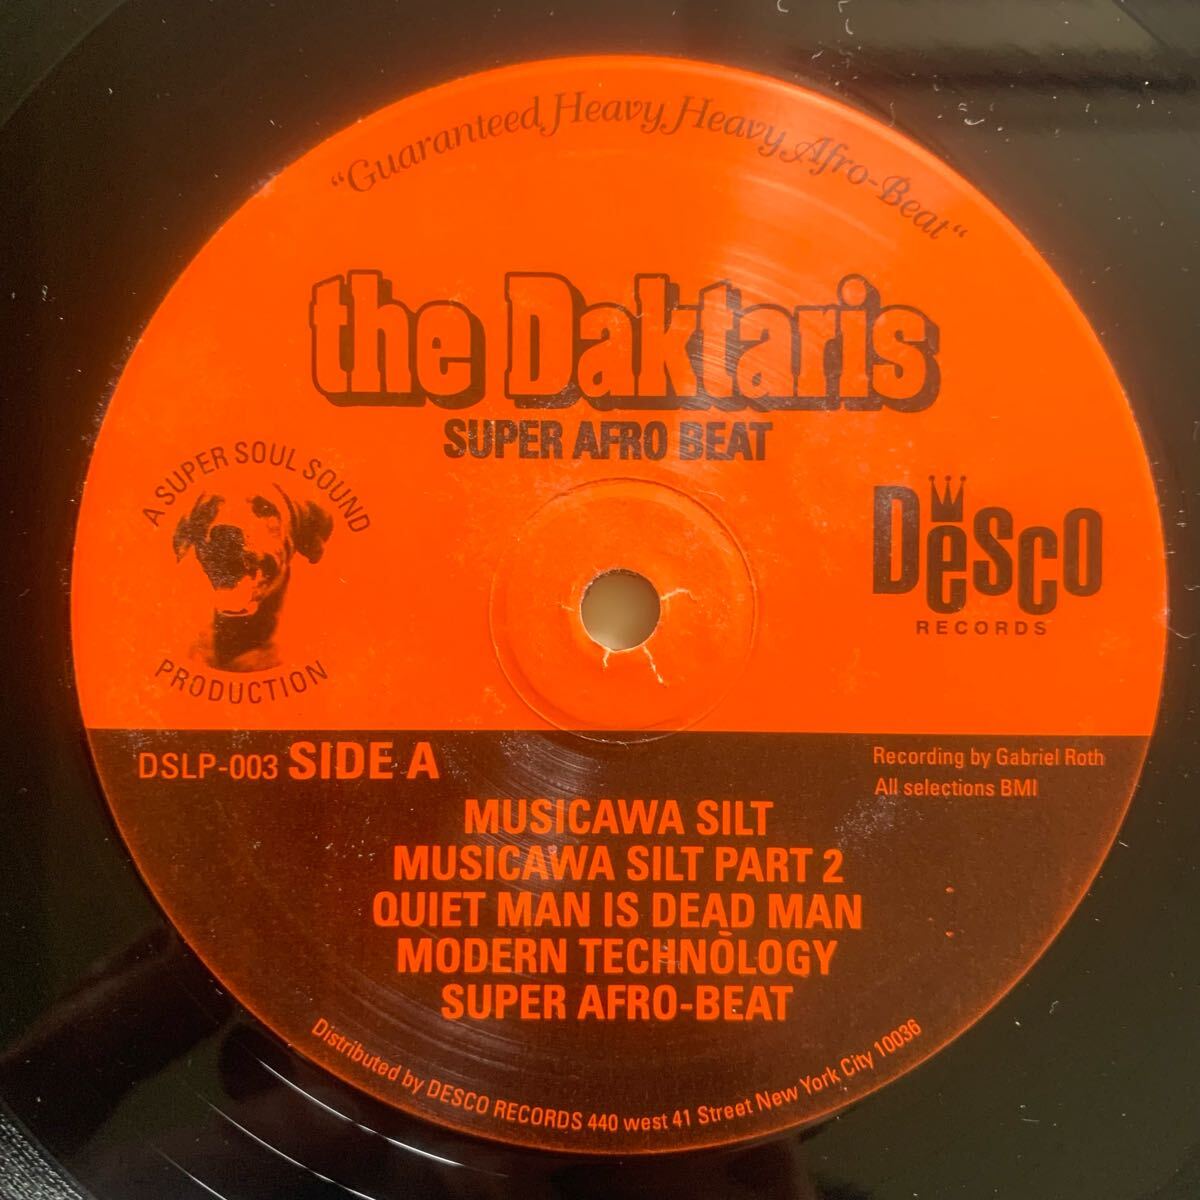 “Guaranteed Heavy Heavy Afro-Beat“
the Daktaris
SUPER AFRO BEAT
A SUPER SOUL SOUND
PRODUCTION
Desco
RECORDS
DSLP-003 SIDE A
Recording by Gabriel Roth
All selections BMI
MUSICAWA SILT
MUSICAWA SILT PART 2
QUIET MAN IS DEAD MAN
MODERN TECHNOLOGY
SUPER AFRO-BEAT
Distributed by DESCO RECORDS 440 west 41 Street New York City 10036